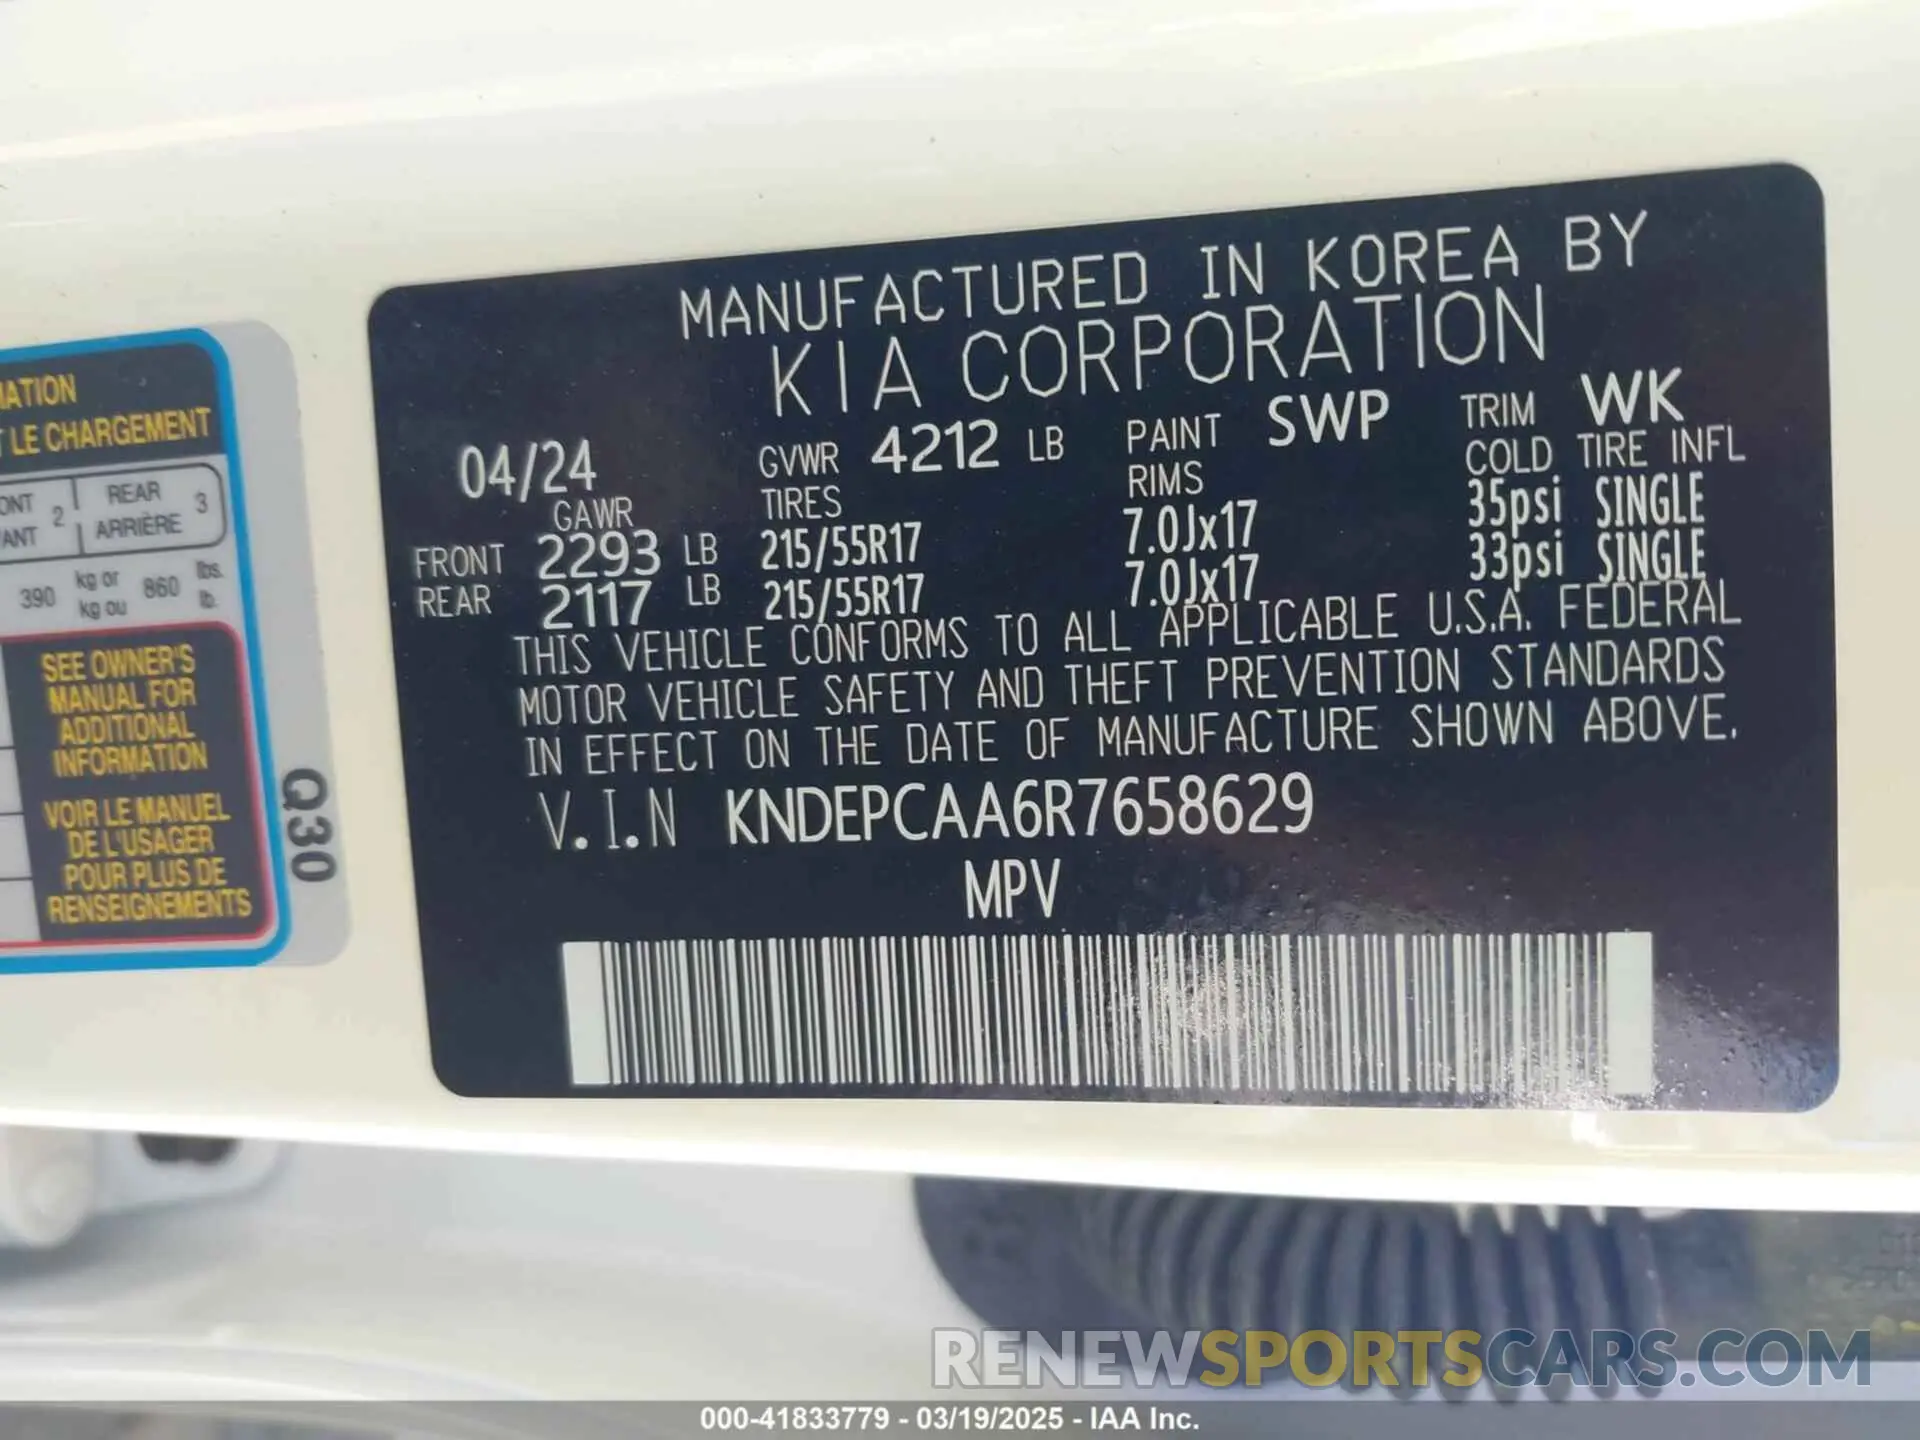 MANUFACTURED IN KOREA BY
KIA CORPORATION
04/24 GVWR 4212 LB PAINT SWP TRIM WK
GAWR TIRES RIMS COLD TIRE INFL
FRONT 2293 LB 215/55R17 7.0Jx17 35psi SINGLE
REAR 2117 LB 215/55R17 7.0Jx17 33psi SINGLE
THIS VEHICLE CONFORMS TO ALL APPLICABLE U.S.A. FEDERAL
MOTOR VEHICLE SAFETY AND THEFT PREVENTION STANDARDS
IN EFFECT ON THE DATE OF MANUFACTURE SHOWN ABOVE.
V.I.N KNDEPCAA6R7658629
MPV
LE CHARGEMENT
2 REAR 3
ARRIÈRE
390 kg or 860 lbs.
kg ou lb.
SEE OWNER'S
MANUAL FOR
ADDITIONAL
INFORMATION
VOIR LE MANUEL
DE L'USAGER
POUR PLUS DE
RENSEIGNEMENTS
Q30
RENEWSPORTSCARS.COM
000-41833779 - 03/19/2025 - IAA Inc.